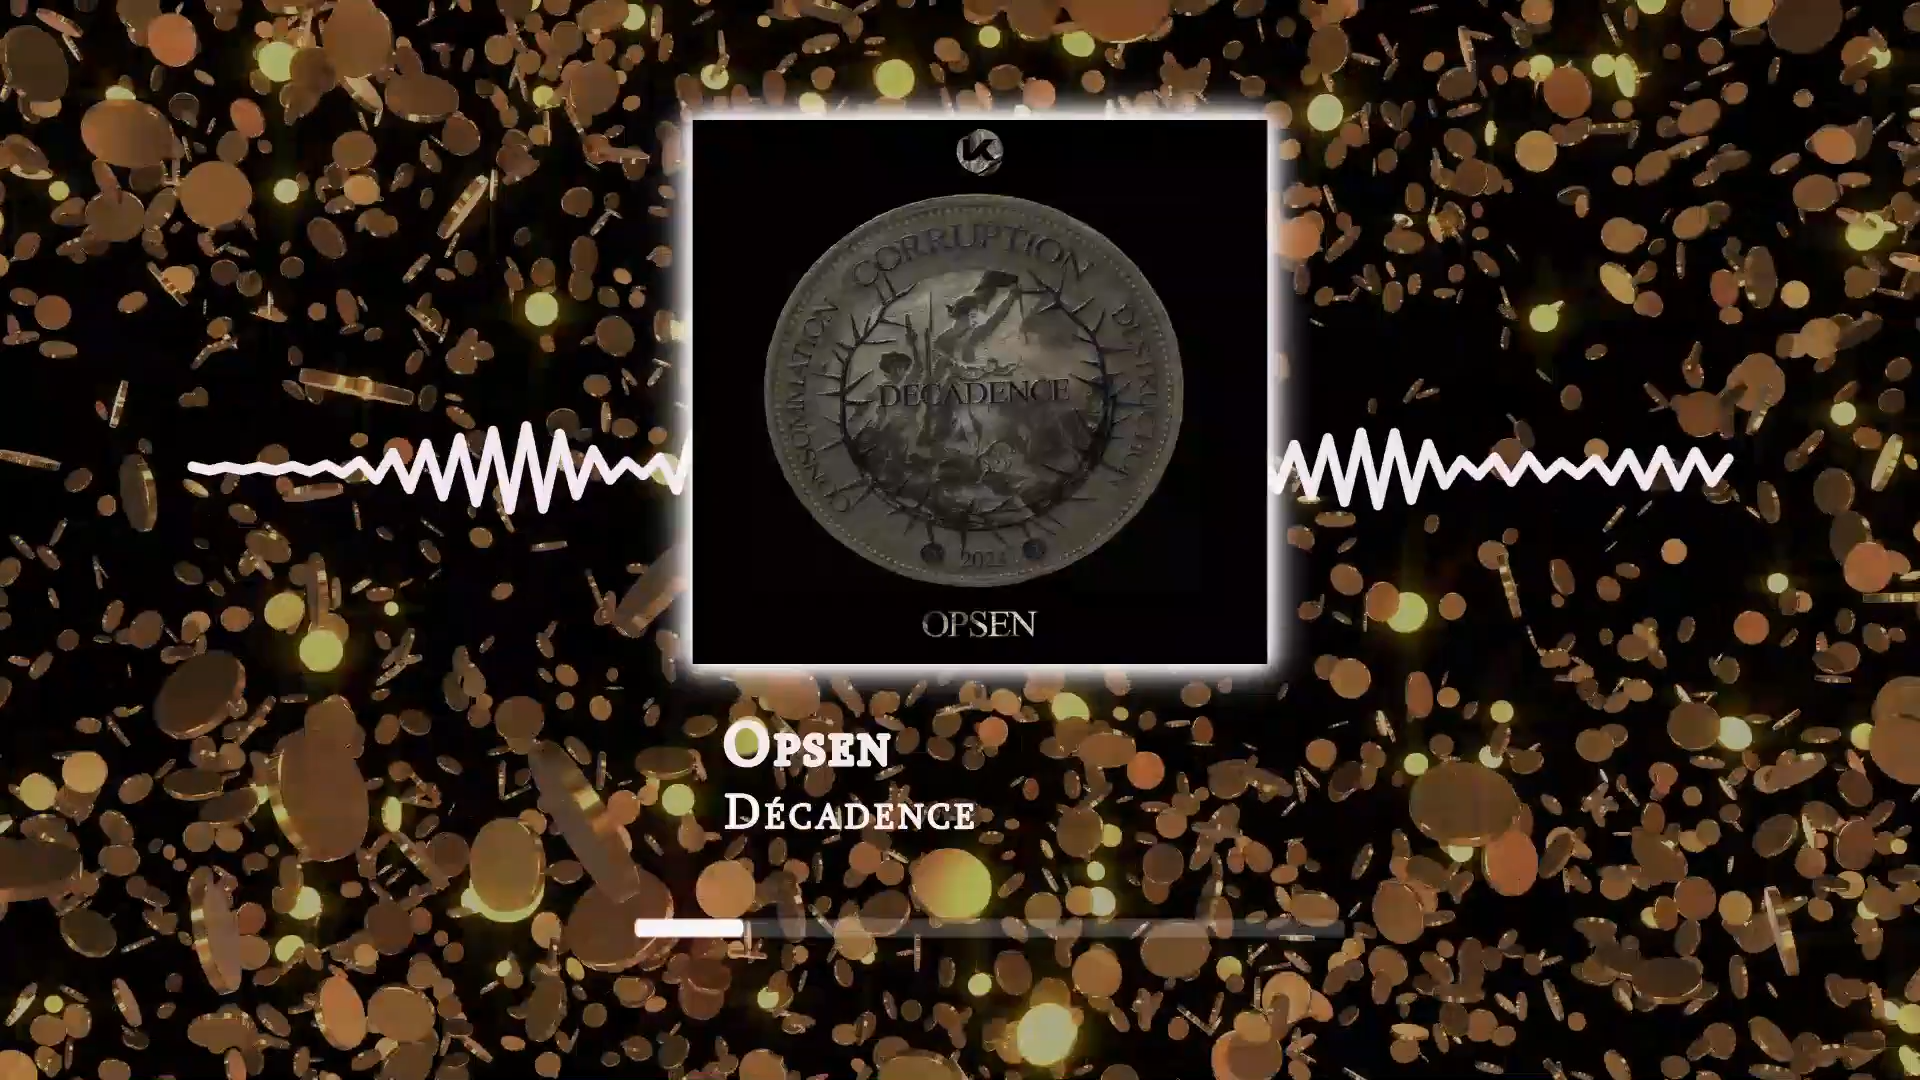 CORRUPTION
CONSOMMATION
DESTRUCTION
DÉCADENCE
2024
OPSEN
Opsen
Décadence